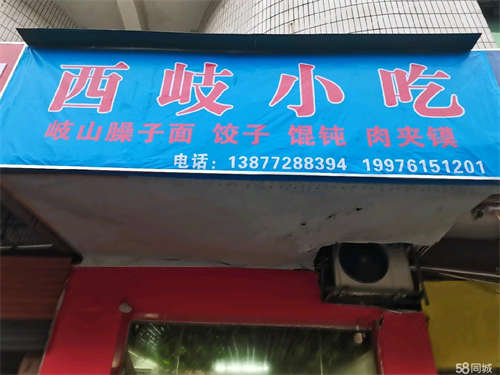 西岐小吃
岐山臊子面 饺子 馄饨 肉夹馍
电话: 13877288394 19976151201
58同城